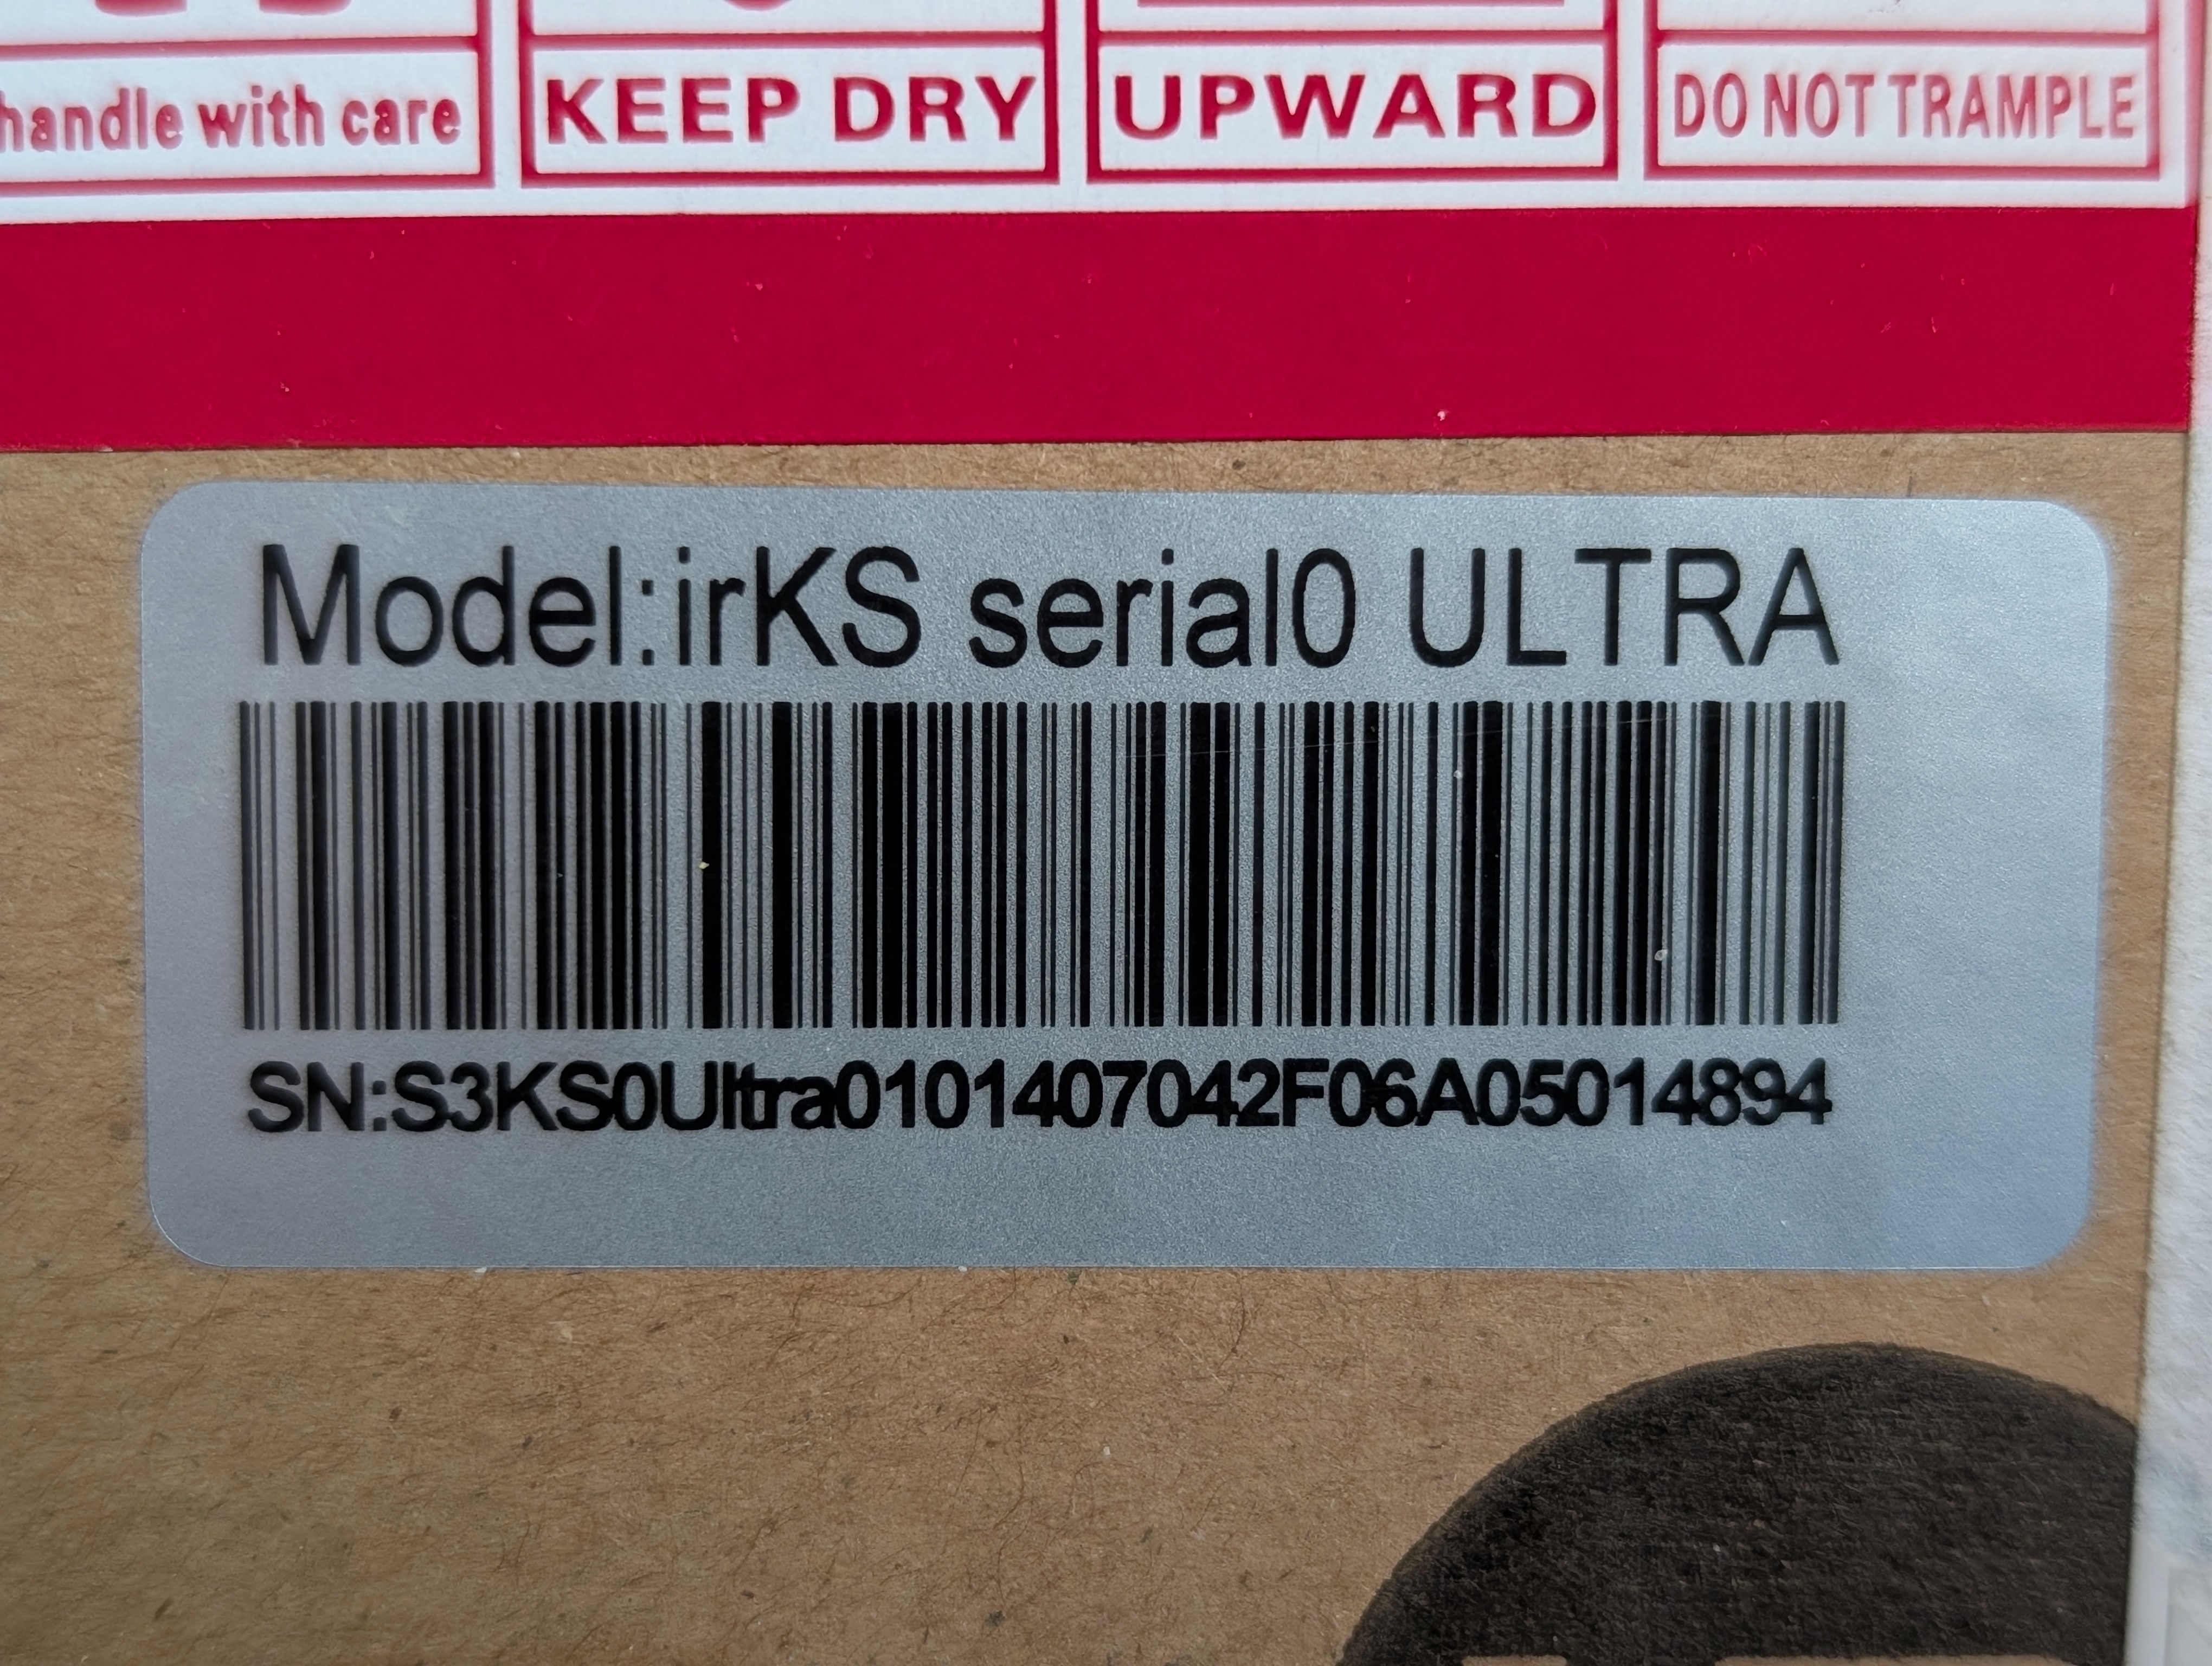 handle with care KEEP DRY UPWARD DO NOT TRAMPLE
Model:irKS serial0 ULTRA
SN:S3KS0Ultra0101407042F06A05014894